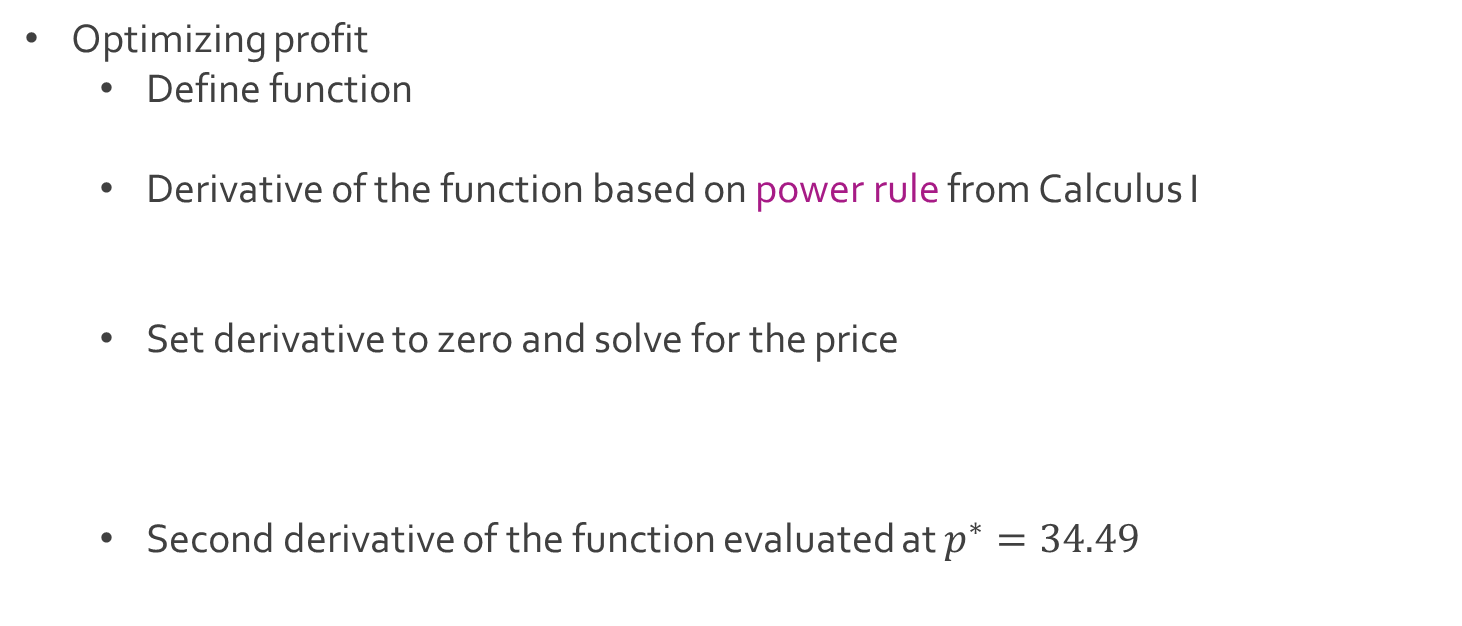 • Optimizing profit
• Define function
• Derivative of the function based on power rule from Calculus I
• Set derivative to zero and solve for the price
• Second derivative of the function evaluated at p* = 34.49